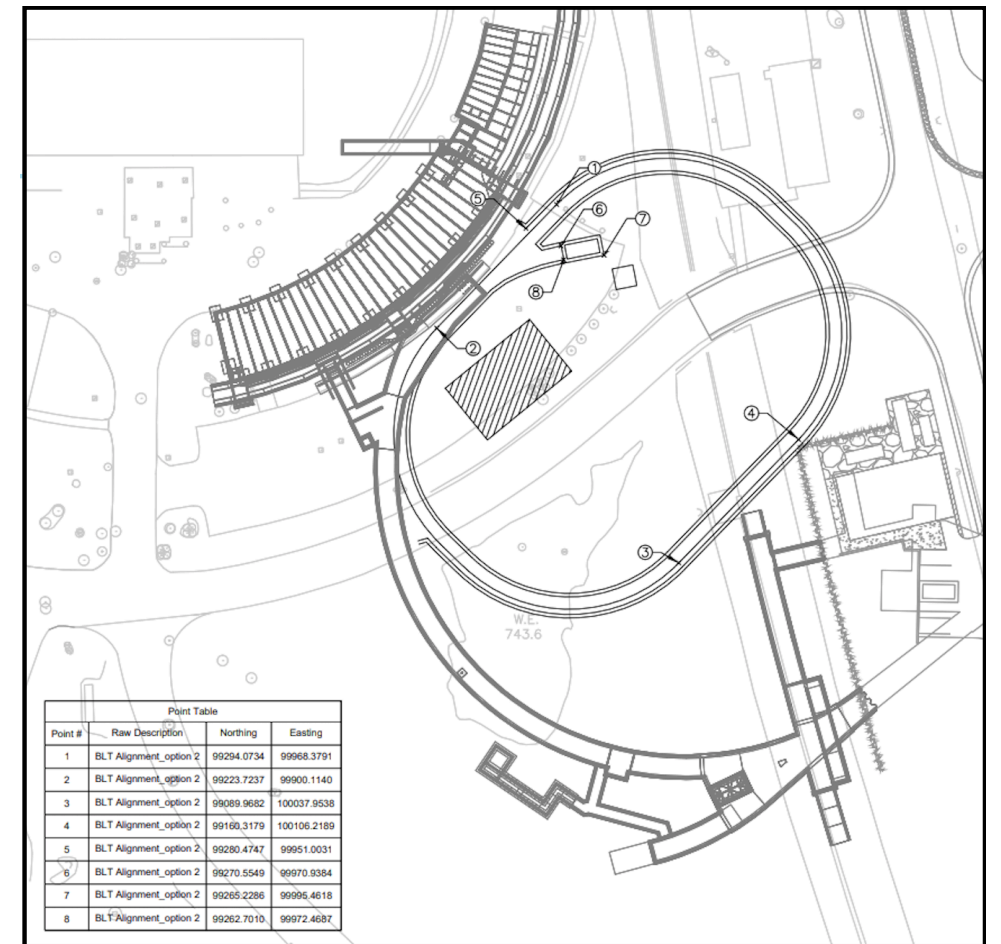 1
5
6
7
8
2
4
3
W.E.
743.6
Point Table
Point # Raw Description Northing Easting
1 BLT Alignment_option 2 99294.0734 99968.3791
2 BLT Alignment_option 2 99223.7237 99900.1140
3 BLT Alignment_option 2 99089.9682 100037.9538
4 BLT Alignment_option 2 99160.3179 100106.2189
5 BLT Alignment_option 2 99280.4747 99951.0031
6 BLT Alignment_option 2 99270.5549 99970.9384
7 BLT Alignment_option 2 99265.2286 99995.4618
8 BLT Alignment_option 2 99262.7010 99972.4687